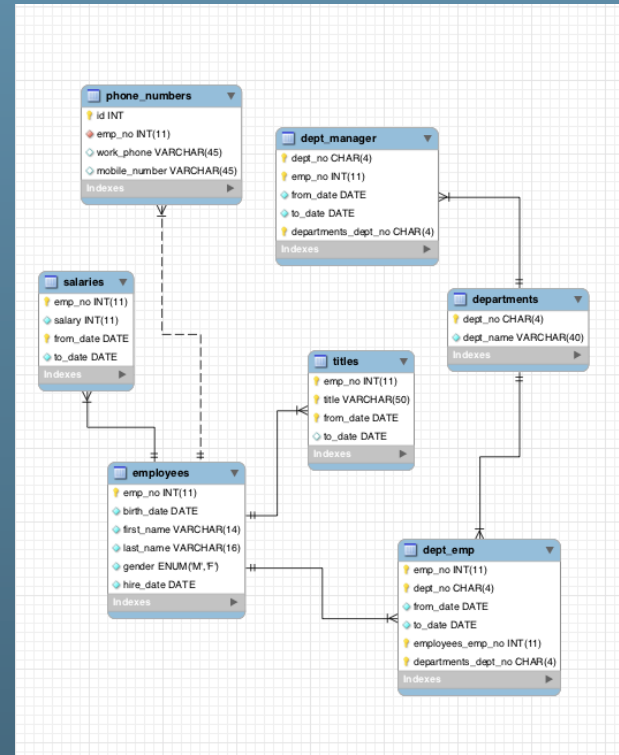 phone_numbers
id INT
emp_no INT(11)
work_phone VARCHAR(45)
mobile_number VARCHAR(45)
Indexes
dept_manager
dept_no CHAR(4)
emp_no INT(11)
from_date DATE
to_date DATE
departments_dept_no CHAR(4)
Indexes
salaries
emp_no INT(11)
salary INT(11)
from_date DATE
to_date DATE
Indexes
departments
dept_no CHAR(4)
dept_name VARCHAR(40)
Indexes
titles
emp_no INT(11)
title VARCHAR(50)
from_date DATE
to_date DATE
Indexes
employees
emp_no INT(11)
birth_date DATE
first_name VARCHAR(14)
last_name VARCHAR(16)
gender ENUM('M','F')
hire_date DATE
Indexes
dept_emp
emp_no INT(11)
dept_no CHAR(4)
from_date DATE
to_date DATE
employees_emp_no INT(11)
departments_dept_no CHAR(4)
Indexes